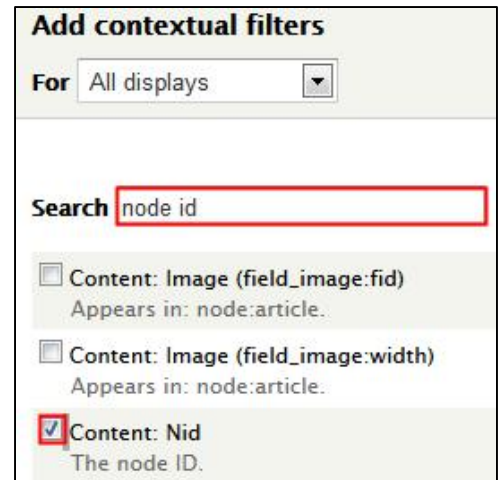 Add contextual filters
For All displays
Search node id
Content: Image (field_image:fid)
Appears in: node:article.
Content: Image (field_image:width)
Appears in: node:article.
Content: Nid
The node ID.